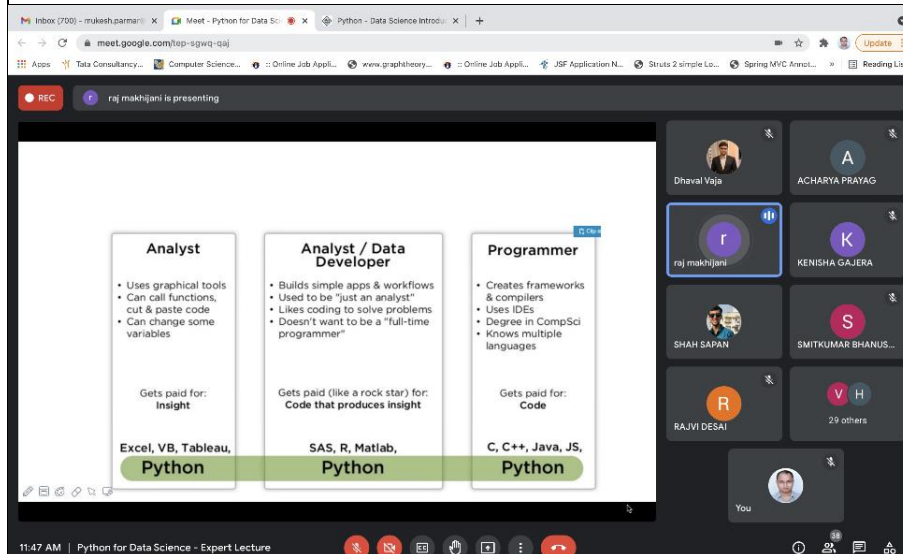 Inbox (700) - mukesh.parmar@
Meet - Python for Data Sci
Python - Data Science Introdu
meet.google.com/tep-sgwq-qaj
Update
Apps
Tata Consultancy...
Computer Science...
:: Online Job Appli...
www.graphtheory...
:: Online Job Appli...
JSF Application N...
Struts 2 simple Lo...
Spring MVC Annot...
»
Reading Lis
REC
r
raj makhijani is presenting
Analyst
• Uses graphical tools
• Can call functions,
cut & paste code
• Can change some
variables
Gets paid for:
Insight
Excel, VB, Tableau,
Python
Analyst / Data
Developer
• Builds simple apps & workflows
• Used to be "just an analyst"
• Likes coding to solve problems
• Doesn't want to be a "full-time
programmer"
Gets paid (like a rock star) for:
Code that produces insight
SAS, R, Matlab,
Python
Clip
Programmer
• Creates frameworks
& compilers
• Uses IDEs
• Degree in CompSci
• Knows multiple
languages
Gets paid for:
Code
C, C++, Java, JS,
Python
Dhaval Vaja
A
ACHARYA PRAYAG
r
raj makhijani
K
KENISHA GAJERA
SHAH SAPAN
S
SMITKUMAR BHANUS...
R
RAJVI DESAI
V H
29 others
You
11:47 AM | Python for Data Science - Expert Lecture
38